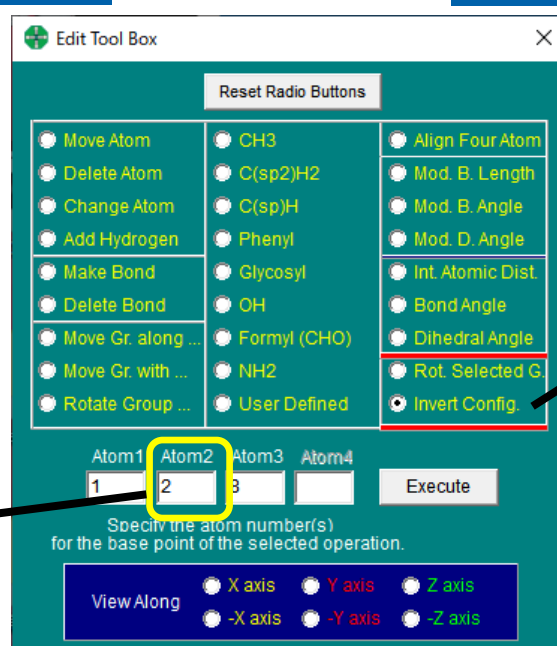 Edit Tool Box
Reset Radio Buttons
Move Atom
Delete Atom
Change Atom
Add Hydrogen
Make Bond
Delete Bond
Move Gr. along ...
Move Gr. with ...
Rotate Group ...
CH3
C(sp2)H2
C(sp)H
Phenyl
Glycosyl
OH
Formyl (CHO)
NH2
User Defined
Align Four Atom
Mod. B. Length
Mod. B. Angle
Mod. D. Angle
Int. Atomic Dist.
Bond Angle
Dihedral Angle
Rot. Selected G.
Invert Config.
Atom1 Atom2 Atom3 Atom4
1 2 3
Execute
Specify the atom number(s)
for the base point of the selected operation.
View Along
X axis Y axis Z axis
-X axis -Y axis -Z axis